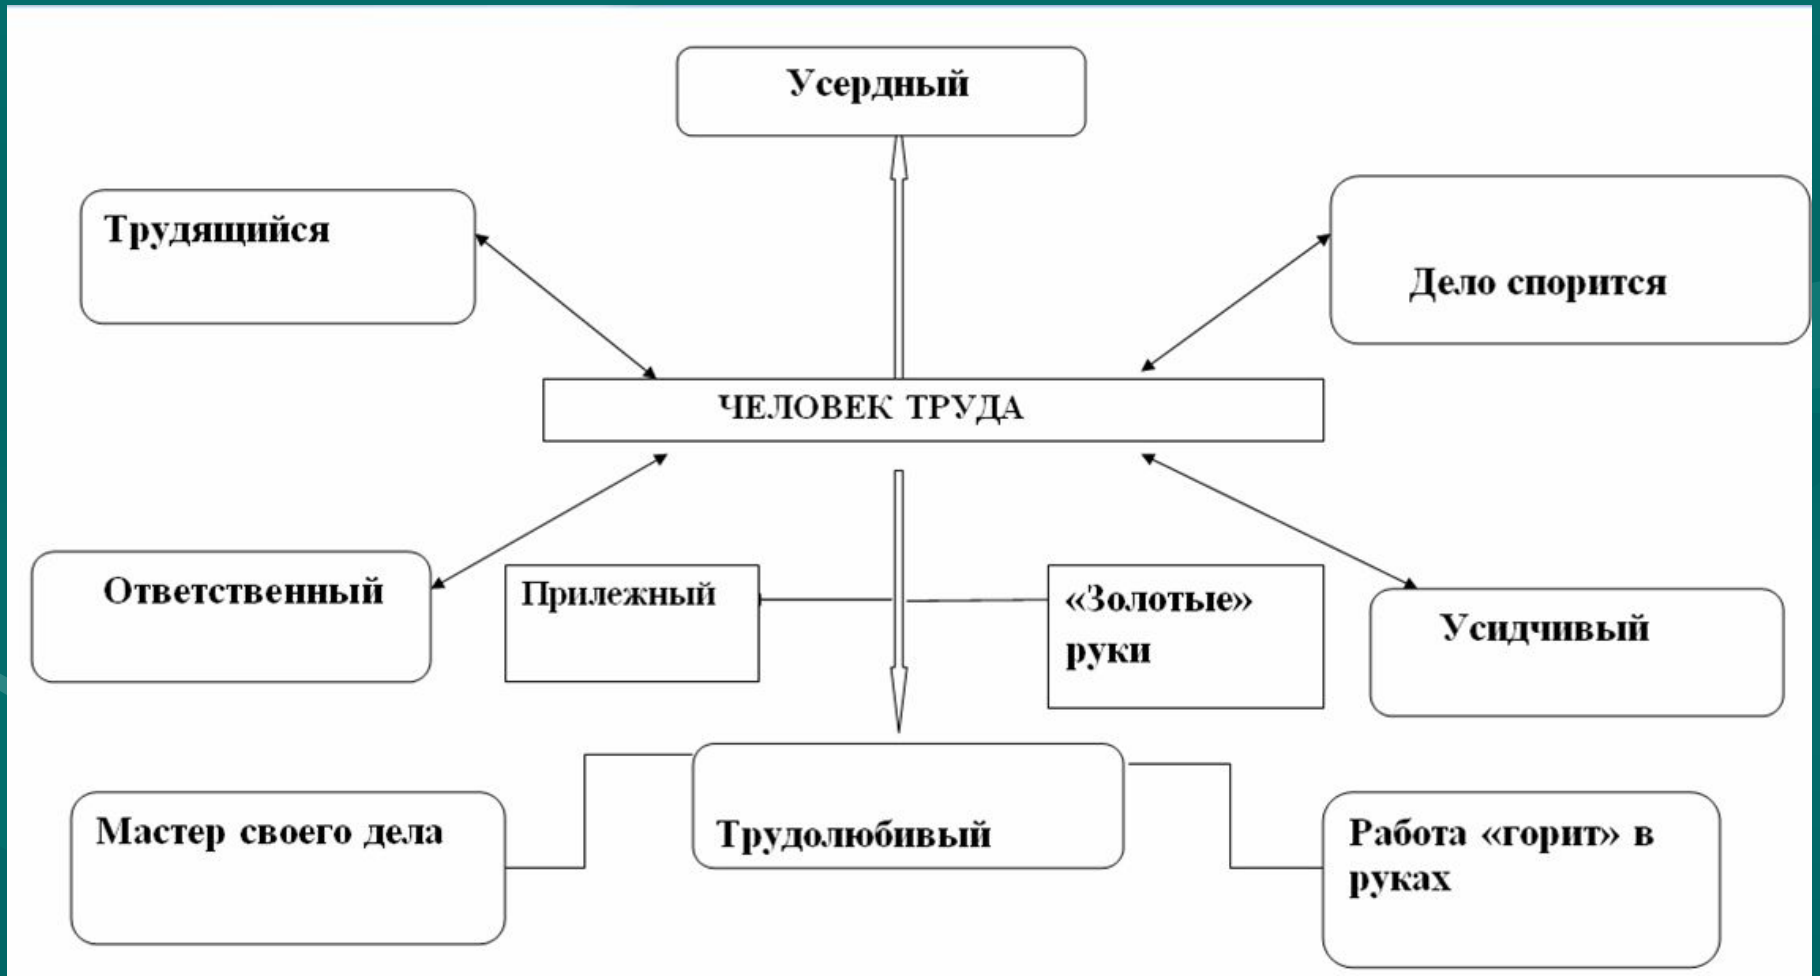 Усердный
Трудящийся
Дело спорится
ЧЕЛОВЕК ТРУДА
Ответственный
Прилежный
«Золотые»
руки
Усидчивый
Мастер своего дела
Трудолюбивый
Работа «горит» в
руках